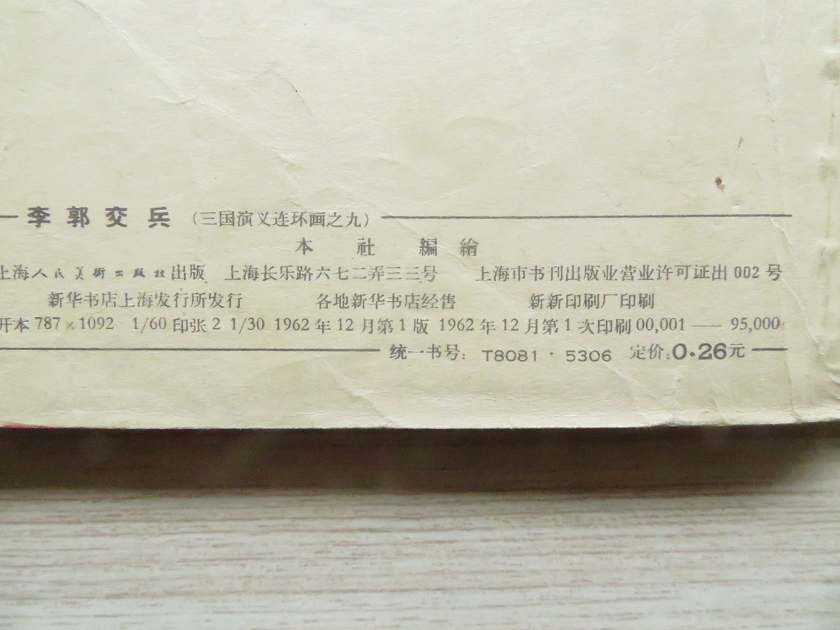 李郭交兵（三国演义连环画之九）
本社编绘
上海人民美術出版社出版 上海长乐路六七二弄三三号 上海市书刊出版业营业许可证出002号
新华书店上海发行所发行 各地新华书店经售 新新印刷厂印刷
开本 787×1092 1/60 印张 2 1/30 1962年12月第1版 1962年12月第1次印刷 00,001——95,000
统一书号：T8081·5306 定价：0.26元